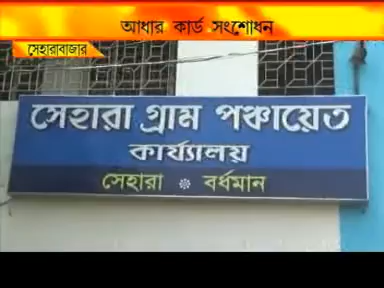 আধার কার্ড সংশোধন
সেহারাবাজার
সেহারা গ্রাম পঞ্চায়েত
কার্য্যালয়
সেহারা ❋ বর্ধমান